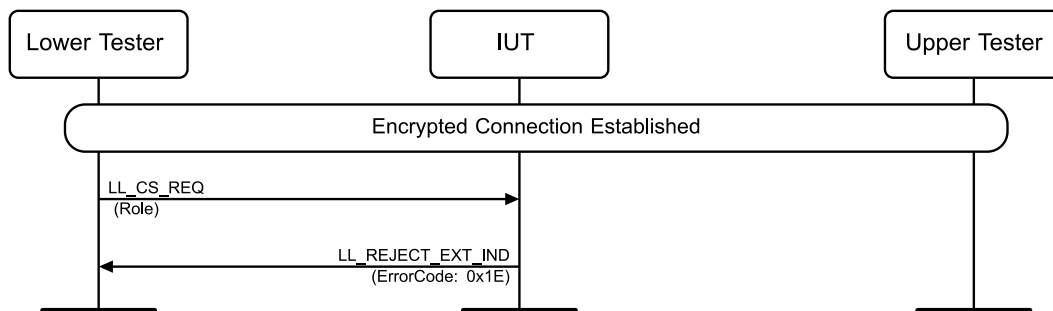 Lower Tester
IUT
Upper Tester
Encrypted Connection Established
LL_CS_REQ
(Role)
LL_REJECT_EXT_IND
(ErrorCode: 0x1E)